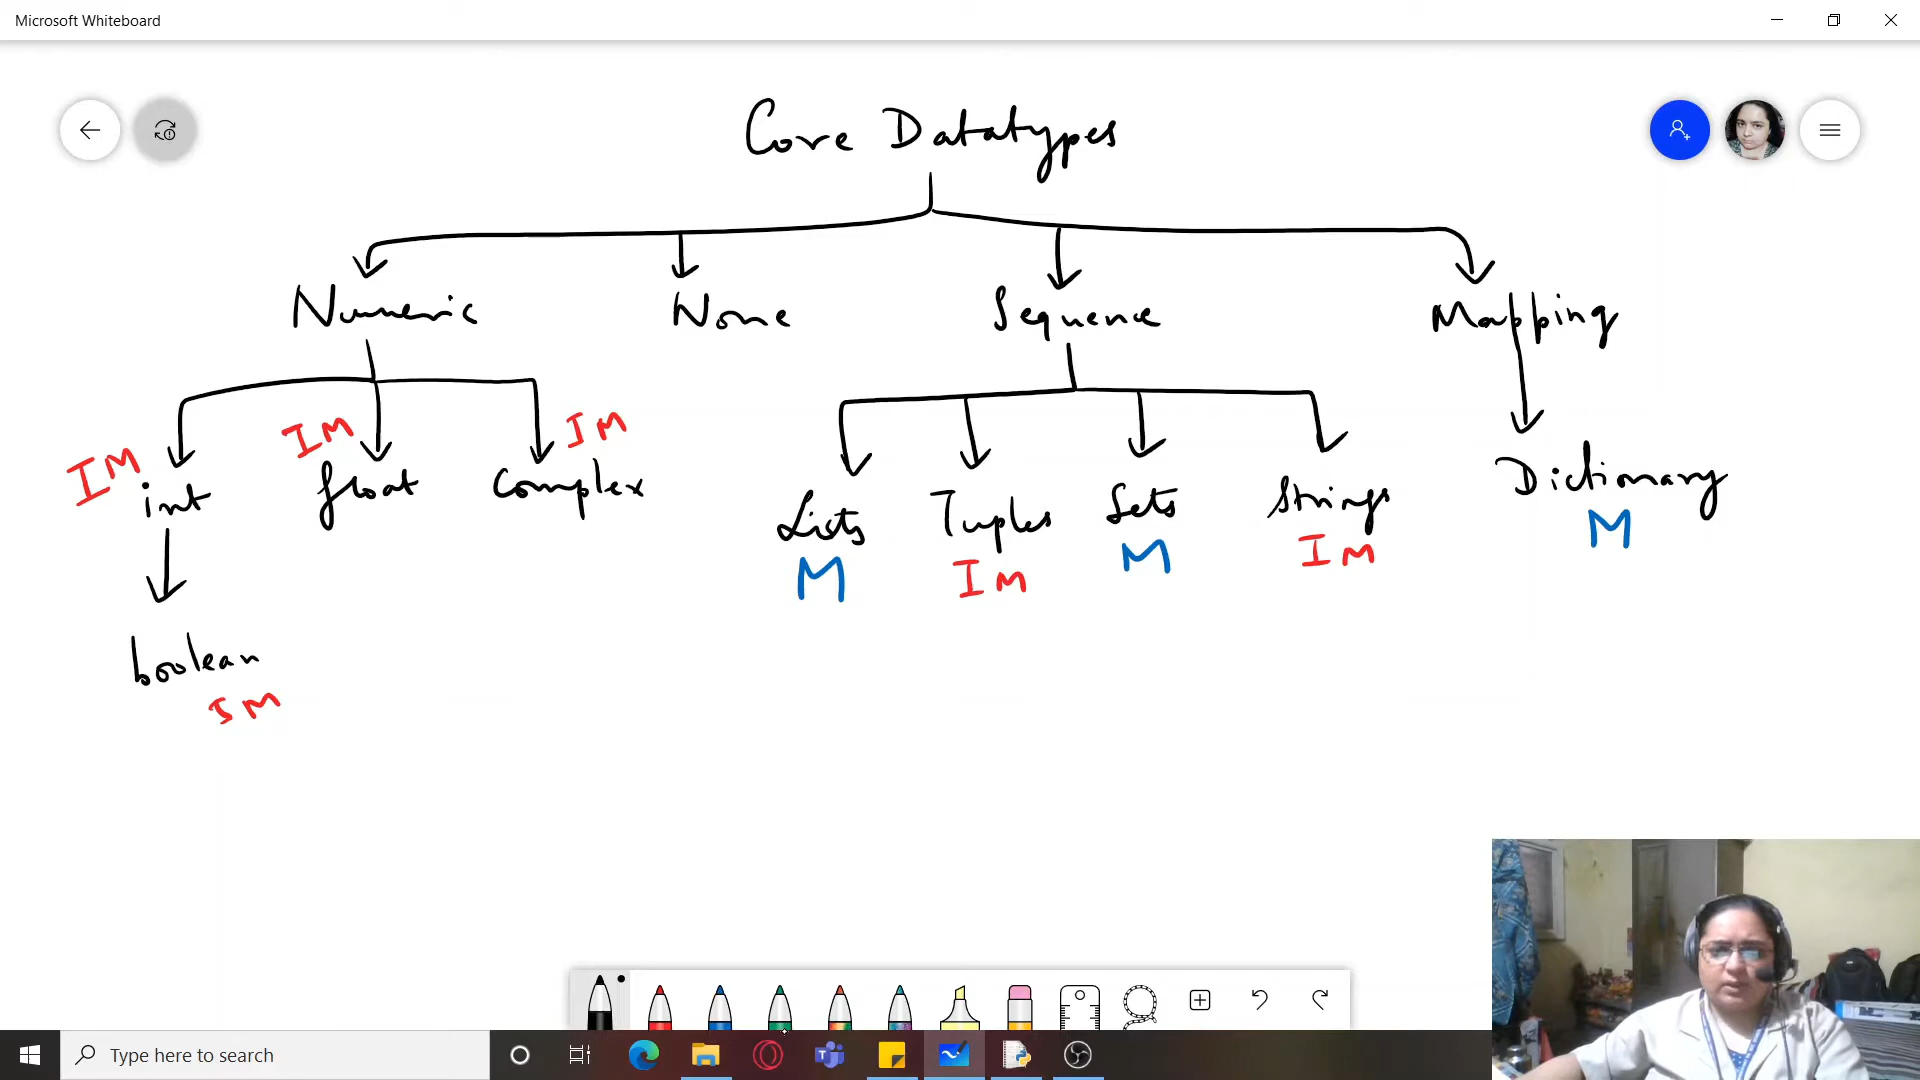 Microsoft Whiteboard
Core Datatypes
Numeric None Sequence Mapping
IM IM IM
int float Complex Lists Tuples Sets Strings Dictionary
M IM M IM M
boolean
IM
Type here to search